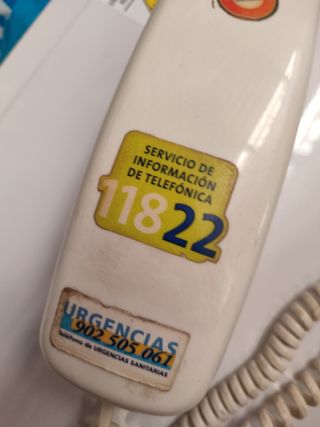 SERVICIO DE
INFORMACIÓN
DE TELEFÓNICA
11822
URGENCIAS
902 505 061
Teléfono de URGENCIAS SANITARIAS